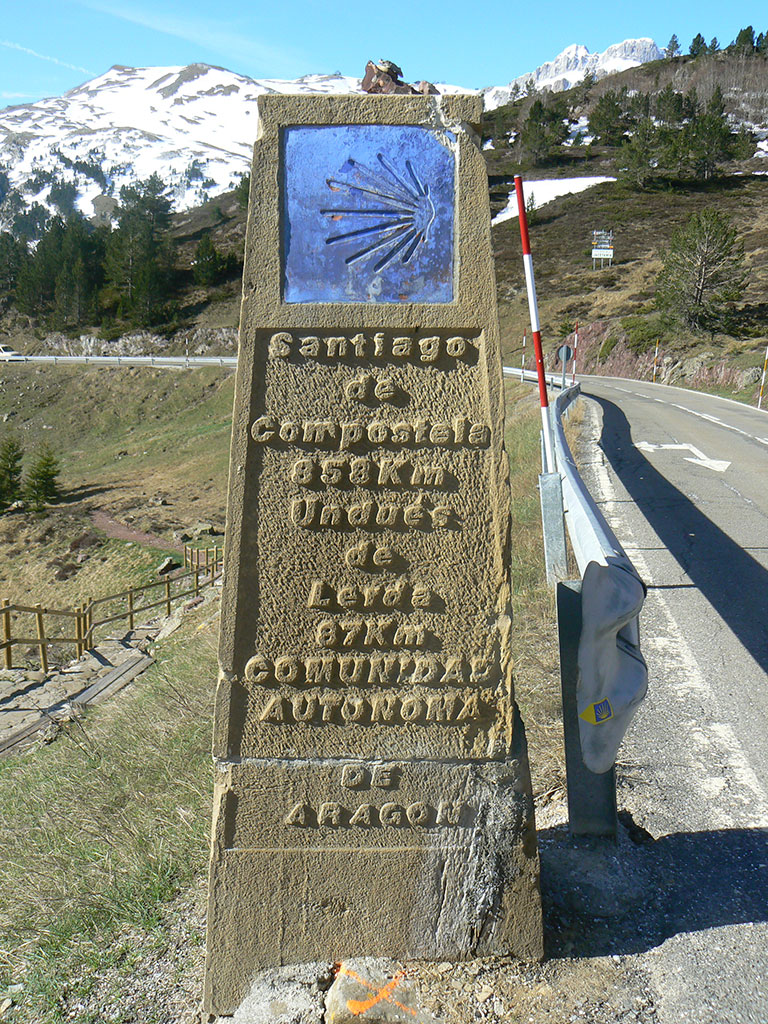 Santiago
de
Compostela
858Km
Undués
de
Lerda
87Km
COMUNIDAD
AUTONOMA
DE
ARAGON